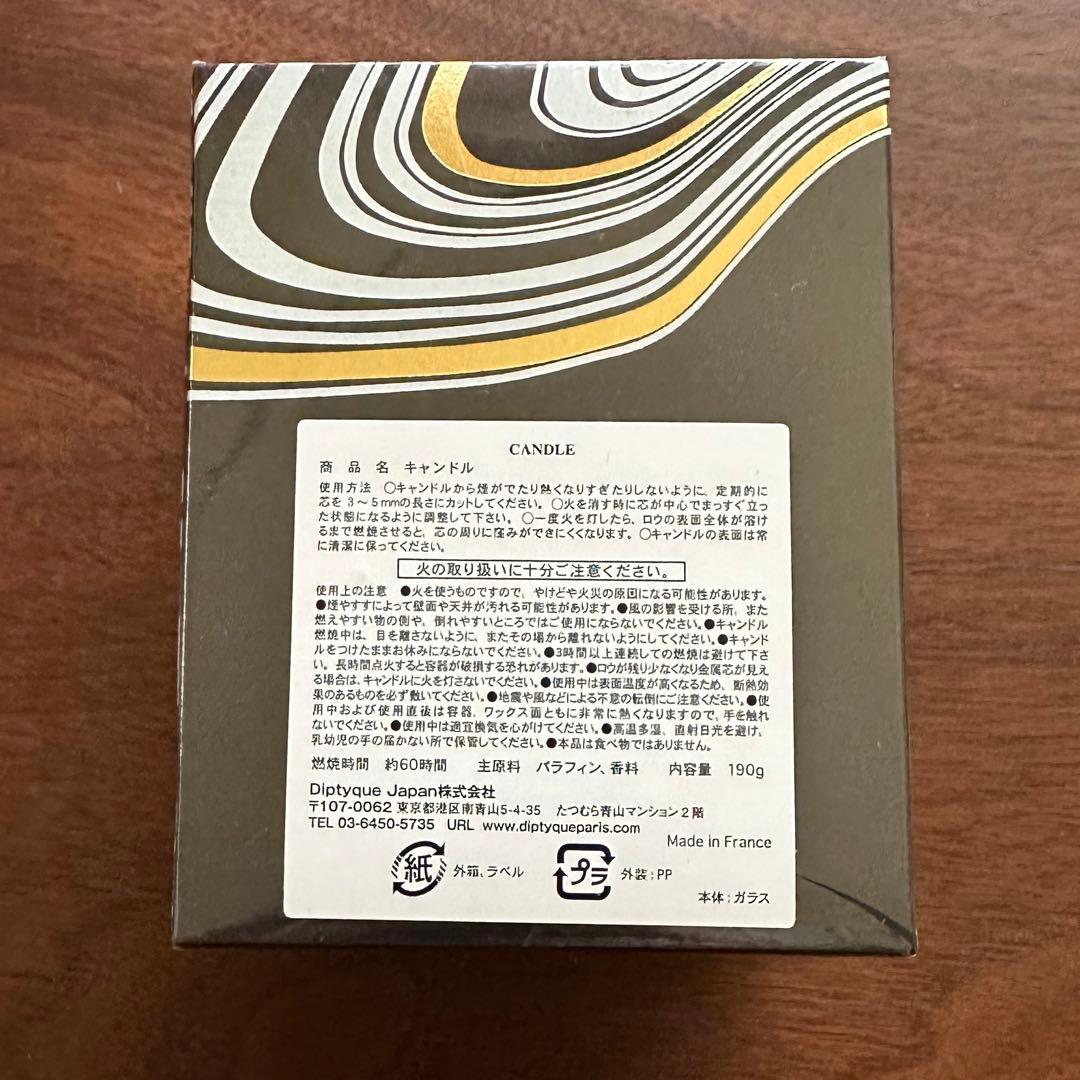 CANDLE
商 品 名 キャンドル
使用方法 ○キャンドルから煙がでたり熱くなりすぎたりしないように、定期的に
芯を3～5mmの長さにカットしてください。○火を消す時に芯が中心でまっすぐ立っ
た状態になるように調整して下さい。○一度火を灯したら、ロウの表面全体が溶け
るまで燃焼させると、芯の周りに窪みができにくくなります。○キャンドルの表面は常
に清潔に保ってください。
火の取り扱いに十分ご注意ください。
使用上の注意 ●火を使うものですので、やけどや火災の原因になる可能性があります。
●煙やすすによって壁面や天井が汚れる可能性があります。●風の影響を受ける所、また
燃えやすい物の側や、倒れやすいところではご使用にならないでください。●キャンドル
燃焼中は、目を離さないように、またその場から離れないようにしてください。●キャンド
ルをつけたままお休みにならないでください。●3時間以上連続しての燃焼は避けて下さ
い。長時間点火すると容器が破損する恐れがあります。●ロウが残り少なくなり金属芯が見え
る場合は、キャンドルに火を灯さないでください。●使用中は表面温度が高くなるため、断熱効
果のあるものを必ず敷いてください。●地震や風などによる不意の転倒にご注意ください。●使
用中および使用直後は容器、ワックス面ともに非常に熱くなりますので、手を触れ
ないでください。●使用中は適宜換気を心がけてください。●高温多湿、直射日光を避け、
乳幼児の手の届かない所で保管してください。●本品は食べ物ではありません。
燃焼時間 約60時間 主原料 パラフィン、香料 内容量 190g
Diptyque Japan株式会社
〒107-0062 東京都港区南青山5-4-35 たつむら青山マンション2階
TEL 03-6450-5735 URL www.diptyqueparis.com
Made in France
紙 外箱、ラベル プラ 外装:PP
本体:ガラス